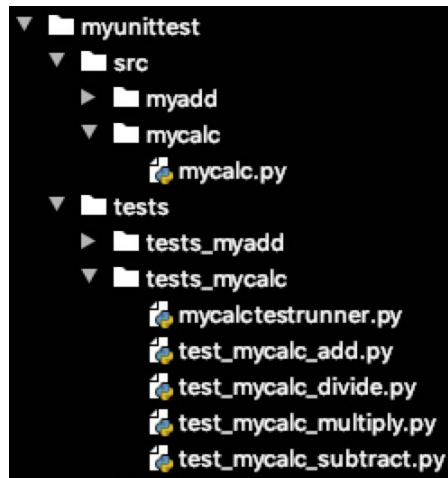 myunittest
src
myadd
mycalc
mycalc.py
tests
tests_myadd
tests_mycalc
mycalctestrunner.py
test_mycalc_add.py
test_mycalc_divide.py
test_mycalc_multiply.py
test_mycalc_subtract.py